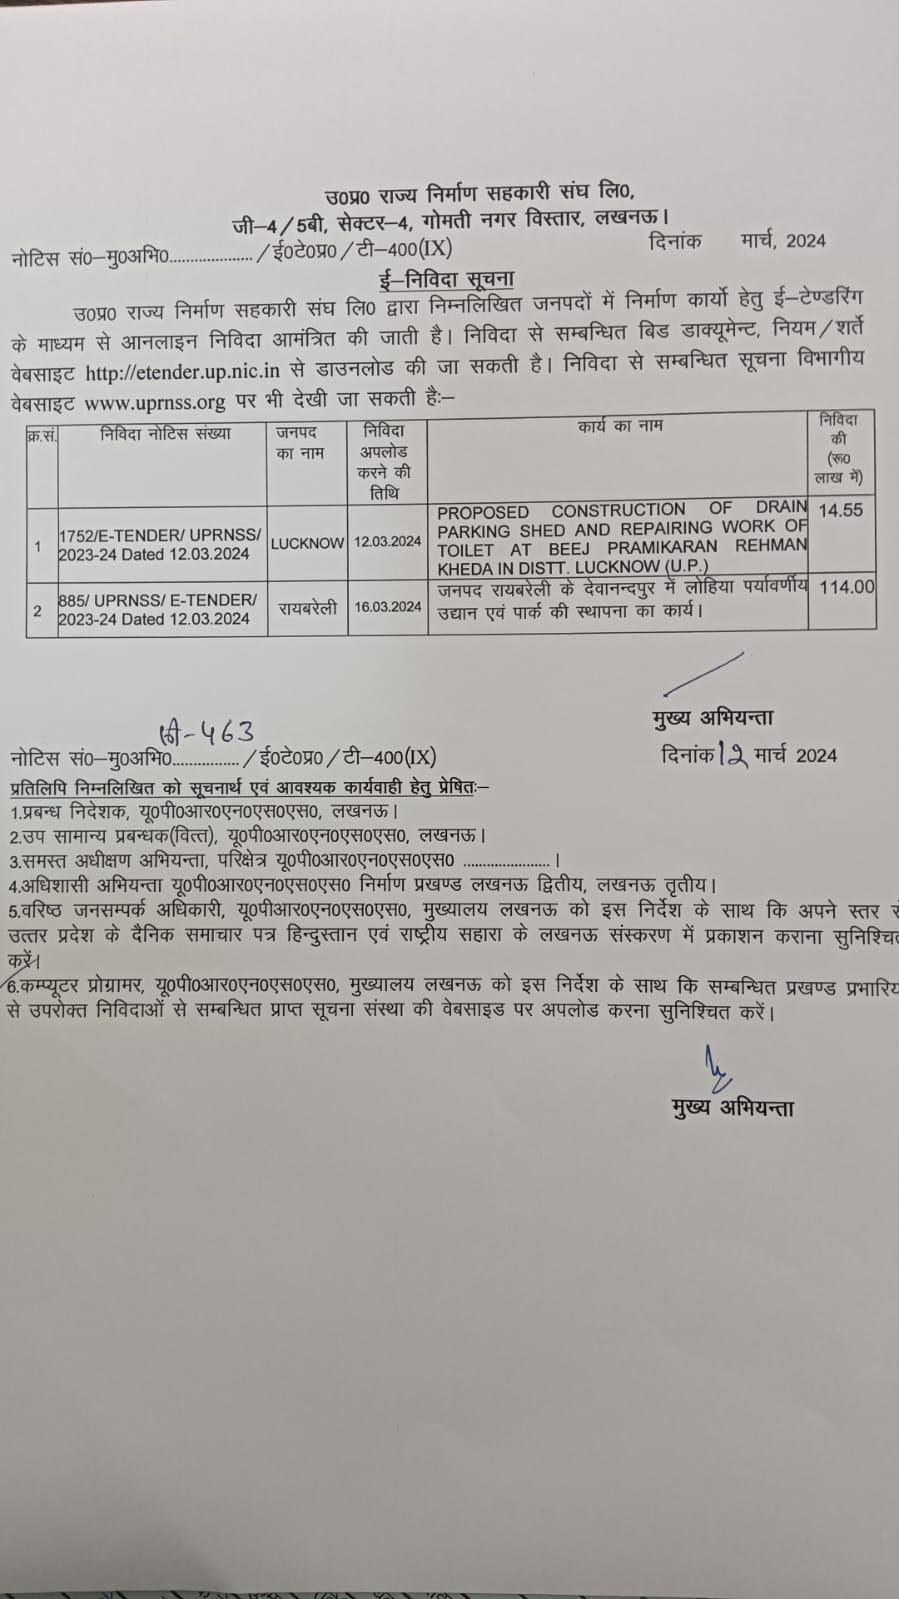 उ0प्र0 राज्य निर्माण सहकारी संघ लि0,
जी–4/5बी, सेक्टर–4, गोमती नगर विस्तार, लखनऊ।
नोटिस सं0–मु0अभि0..................../ई0टे0प्र0/टी–400(IX) दिनांक मार्च, 2024
ई–निविदा सूचना
उ0प्र0 राज्य निर्माण सहकारी संघ लि0 द्वारा निम्नलिखित जनपदों में निर्माण कार्यो हेतु ई–टेण्डरिंग
के माध्यम से आनलाइन निविदा आमंत्रित की जाती है। निविदा से सम्बन्धित बिड डाक्यूमेन्ट, नियम/शर्ते
वेबसाइट http://etender.up.nic.in से डाउनलोड की जा सकती है। निविदा से सम्बन्धित सूचना विभागीय
वेबसाइट www.uprnss.org पर भी देखी जा सकती हैः–
क्र.सं. निविदा नोटिस संख्या जनपद का नाम निविदा अपलोड करने की तिथि कार्य का नाम निविदा की (रू0 लाख में)
1 1752/E-TENDER/ UPRNSS/ 2023-24 Dated 12.03.2024 LUCKNOW 12.03.2024 PROPOSED CONSTRUCTION OF DRAIN 14.55
PARKING SHED AND REPAIRING WORK OF
TOILET AT BEEJ PRAMIKARAN REHMAN
KHEDA IN DISTT. LUCKNOW (U.P.)
2 885/ UPRNSS/ E-TENDER/ 2023-24 Dated 12.03.2024 रायबरेली 16.03.2024 जनपद रायबरेली के देवानन्दपुर में लोहिया पर्यावर्णीय 114.00
उद्यान एवं पार्क की स्थापना का कार्य।
मुख्य अभियन्ता
नोटिस सं0–मु0अभि0................/ई0टे0प्र0/टी–400(IX) दिनांक 12 मार्च 2024
प्रतिलिपि निम्नलिखित को सूचनार्थ एवं आवश्यक कार्यवाही हेतु प्रेषितः–
1.प्रबन्ध निदेशक, यू0पी0आर0एन0एस0एस0, लखनऊ।
2.उप सामान्य प्रबन्धक(वित्त), यू0पी0आर0एन0एस0एस0, लखनऊ।
3.समस्त अधीक्षण अभियन्ता, परिक्षेत्र यू0पी0आर0एन0एस0एस0 .....................।
4.अधिशासी अभियन्ता यू0पी0आर0एन0एस0एस0 निर्माण प्रखण्ड लखनऊ द्वितीय, लखनऊ तृतीय।
5.वरिष्ठ जनसम्पर्क अधिकारी, यू0पीआर0एन0एस0एस0, मुख्यालय लखनऊ को इस निर्देश के साथ कि अपने स्तर से
उत्तर प्रदेश के दैनिक समाचार पत्र हिन्दुस्तान एवं राष्ट्रीय सहारा के लखनऊ संस्करण में प्रकाशन कराना सुनिश्चित
करें।
6.कम्प्यूटर प्रोग्रामर, यू0पी0आर0एन0एस0एस0, मुख्यालय लखनऊ को इस निर्देश के साथ कि सम्बन्धित प्रखण्ड
से उपरोक्त निविदाओं से सम्बन्धित प्राप्त सूचना संस्था की वेबसाइड पर अपलोड करना सुनिश्चित करें।
मुख्य अभियन्ता